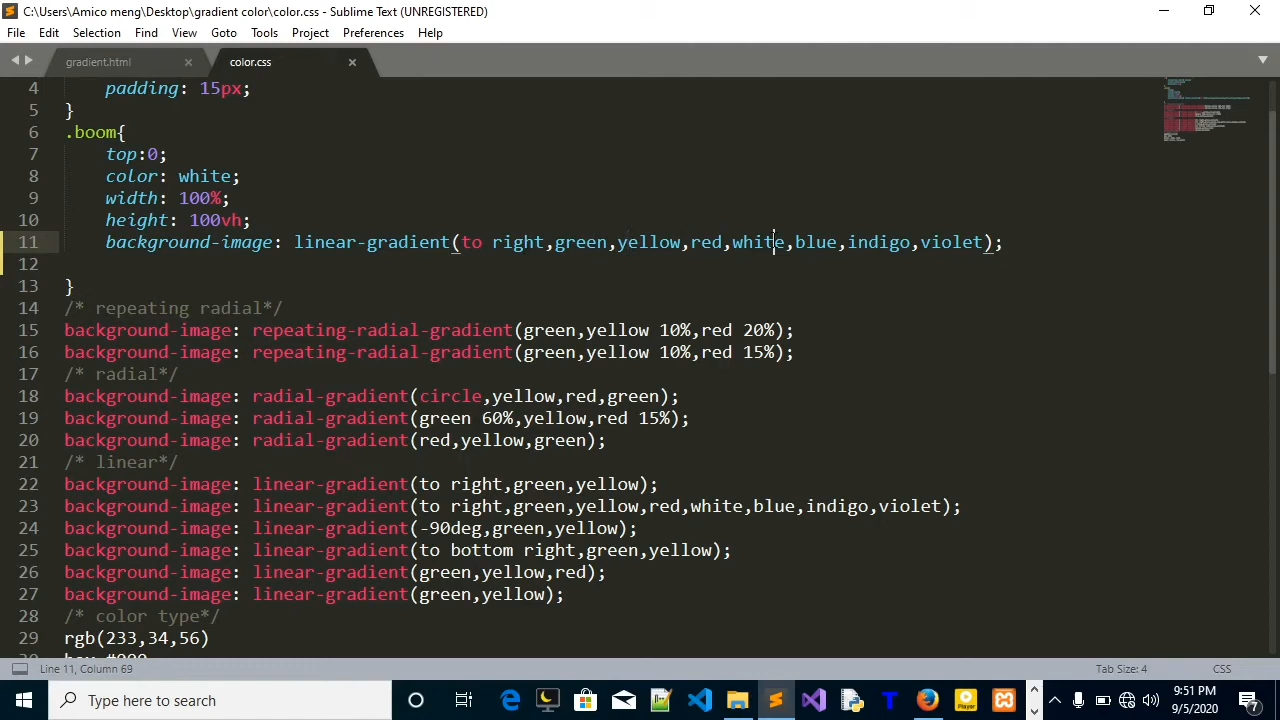 C:\Users\Amico meng\Desktop\gradient color\color.css - Sublime Text (UNREGISTERED)
File Edit Selection Find View Goto Tools Project Preferences Help
gradient.html color.css
4 padding: 15px;
5 }
6 .boom{
7 top:0;
8 color: white;
9 width: 100%;
10 height: 100vh;
11 background-image: linear-gradient(to right,green,yellow,red,white,blue,indigo,violet);
12
13 }
14 /* repeating radial*/
15 background-image: repeating-radial-gradient(green,yellow 10%,red 20%);
16 background-image: repeating-radial-gradient(green,yellow 10%,red 15%);
17 /* radial*/
18 background-image: radial-gradient(circle,yellow,red,green);
19 background-image: radial-gradient(green 60%,yellow,red 15%);
20 background-image: radial-gradient(red,yellow,green);
21 /* linear*/
22 background-image: linear-gradient(to right,green,yellow);
23 background-image: linear-gradient(to right,green,yellow,red,white,blue,indigo,violet);
24 background-image: linear-gradient(-90deg,green,yellow);
25 background-image: linear-gradient(to bottom right,green,yellow);
26 background-image: linear-gradient(green,yellow,red);
27 background-image: linear-gradient(green,yellow);
28 /* color type*/
29 rgb(233,34,56)
Line 11, Column 69 Tab Size: 4 CSS
Type here to search
Player
9:51 PM
9/5/2020
7